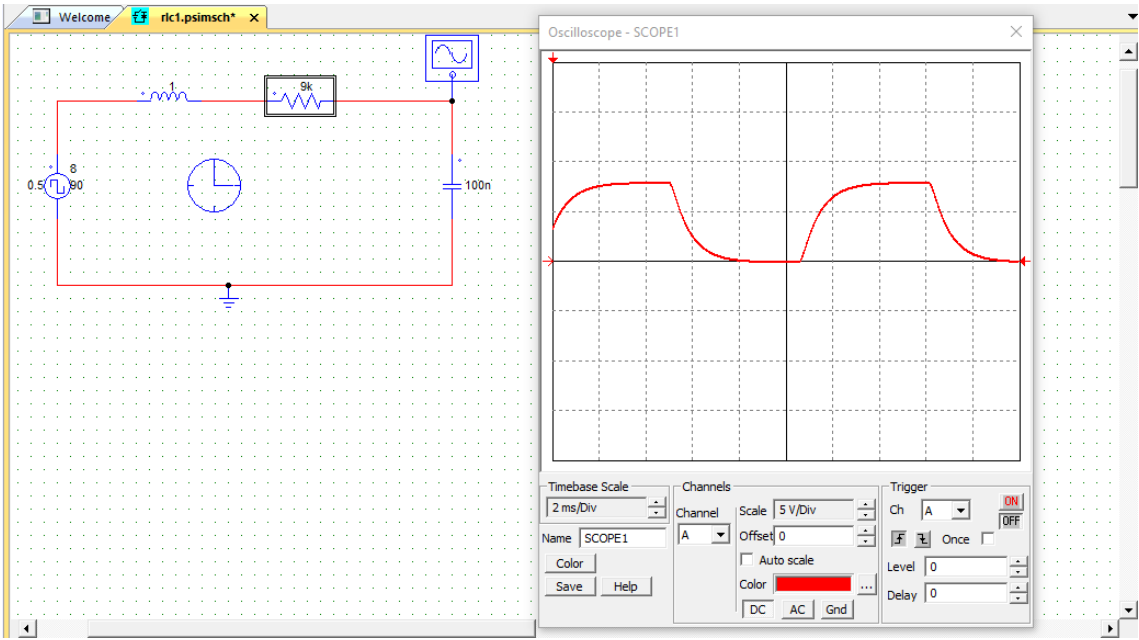 Welcome
rlc1.psimsch*
Oscilloscope - SCOPE1
1
9k
8
0.5
90
100n
Timebase Scale
2 ms/Div
Name
SCOPE1
Color
Save
Help
Channels
Channel
A
Scale
5 V/Div
Offset
0
Auto scale
Color
...
DC
AC
Gnd
Trigger
Ch
A
ON
OFF
Once
Level
0
Delay
0